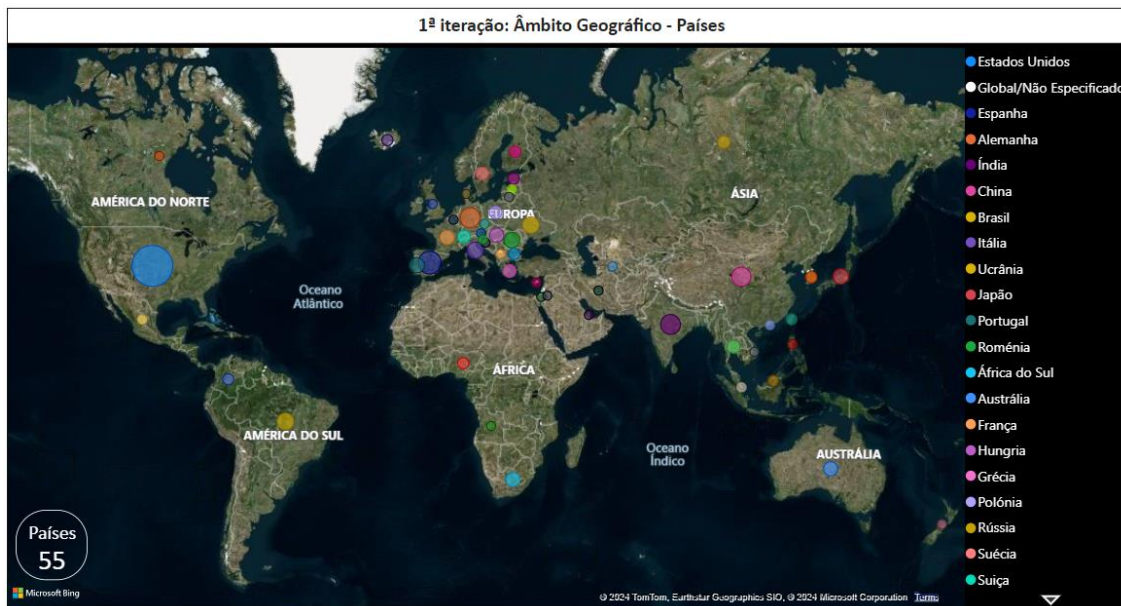 1ª iteração: Âmbito Geográfico - Países
AMÉRICA DO NORTE
EUROPA
ÁSIA
Oceano
Atlântico
ÁFRICA
AMÉRICA DO SUL
Oceano
Índico
AUSTRÁLIA
Países
55
Microsoft Bing
© 2024 TomTom, Earthstar Geographics SIO, © 2024 Microsoft Corporation Terms
Estados Unidos
Global/Não Especificado
Espanha
Alemanha
Índia
China
Brasil
Itália
Ucrânia
Japão
Portugal
Roménia
África do Sul
Austrália
França
Hungria
Grécia
Polónia
Rússia
Suécia
Suiça